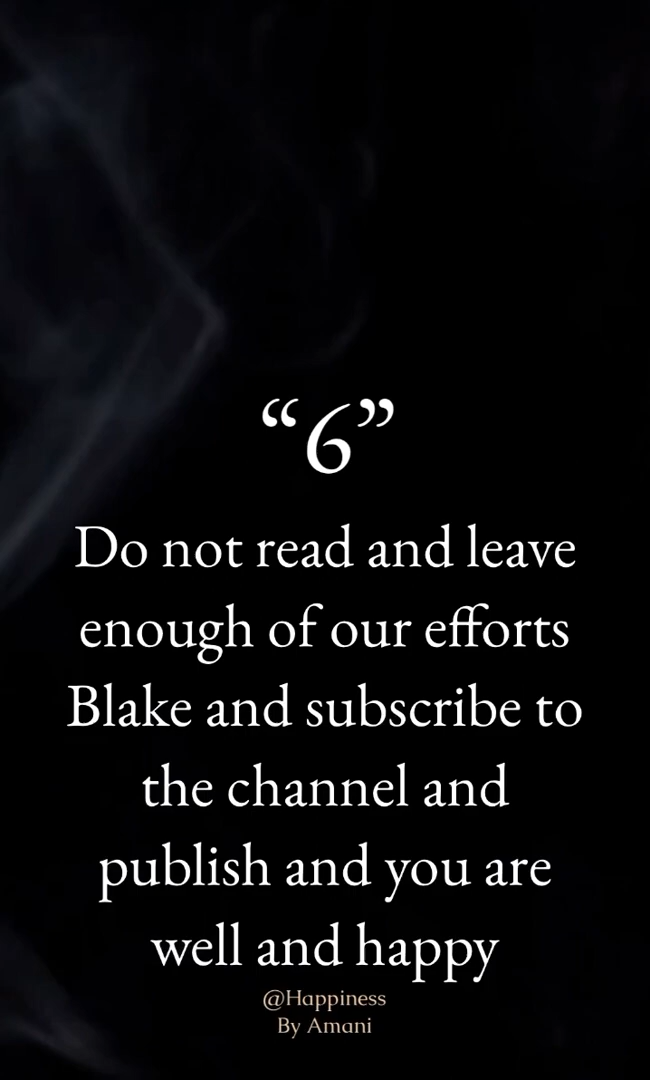 “6”
Do not read and leave
enough of our efforts
Blake and subscribe to
the channel and
publish and you are
well and happy
@Happiness
By Amani